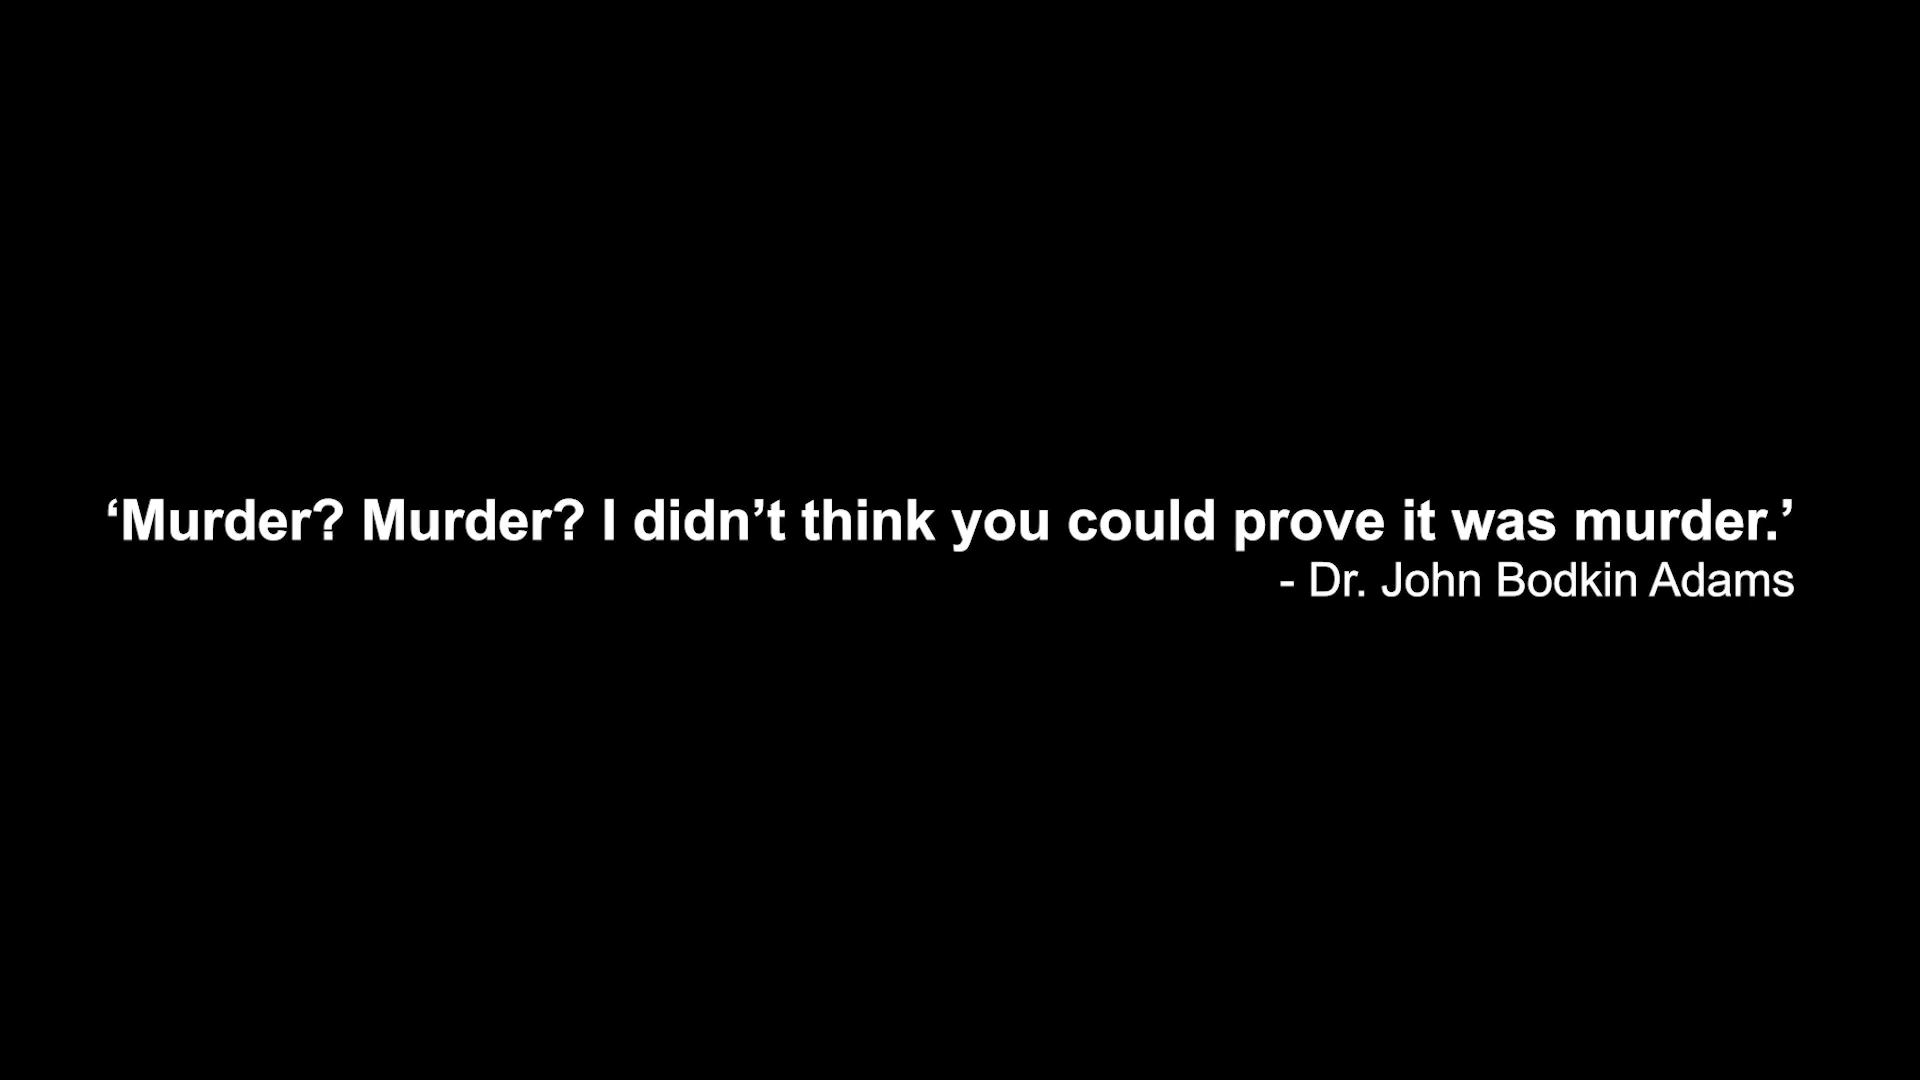 ‘Murder? Murder? I didn’t think you could prove it was murder.’
- Dr. John Bodkin Adams